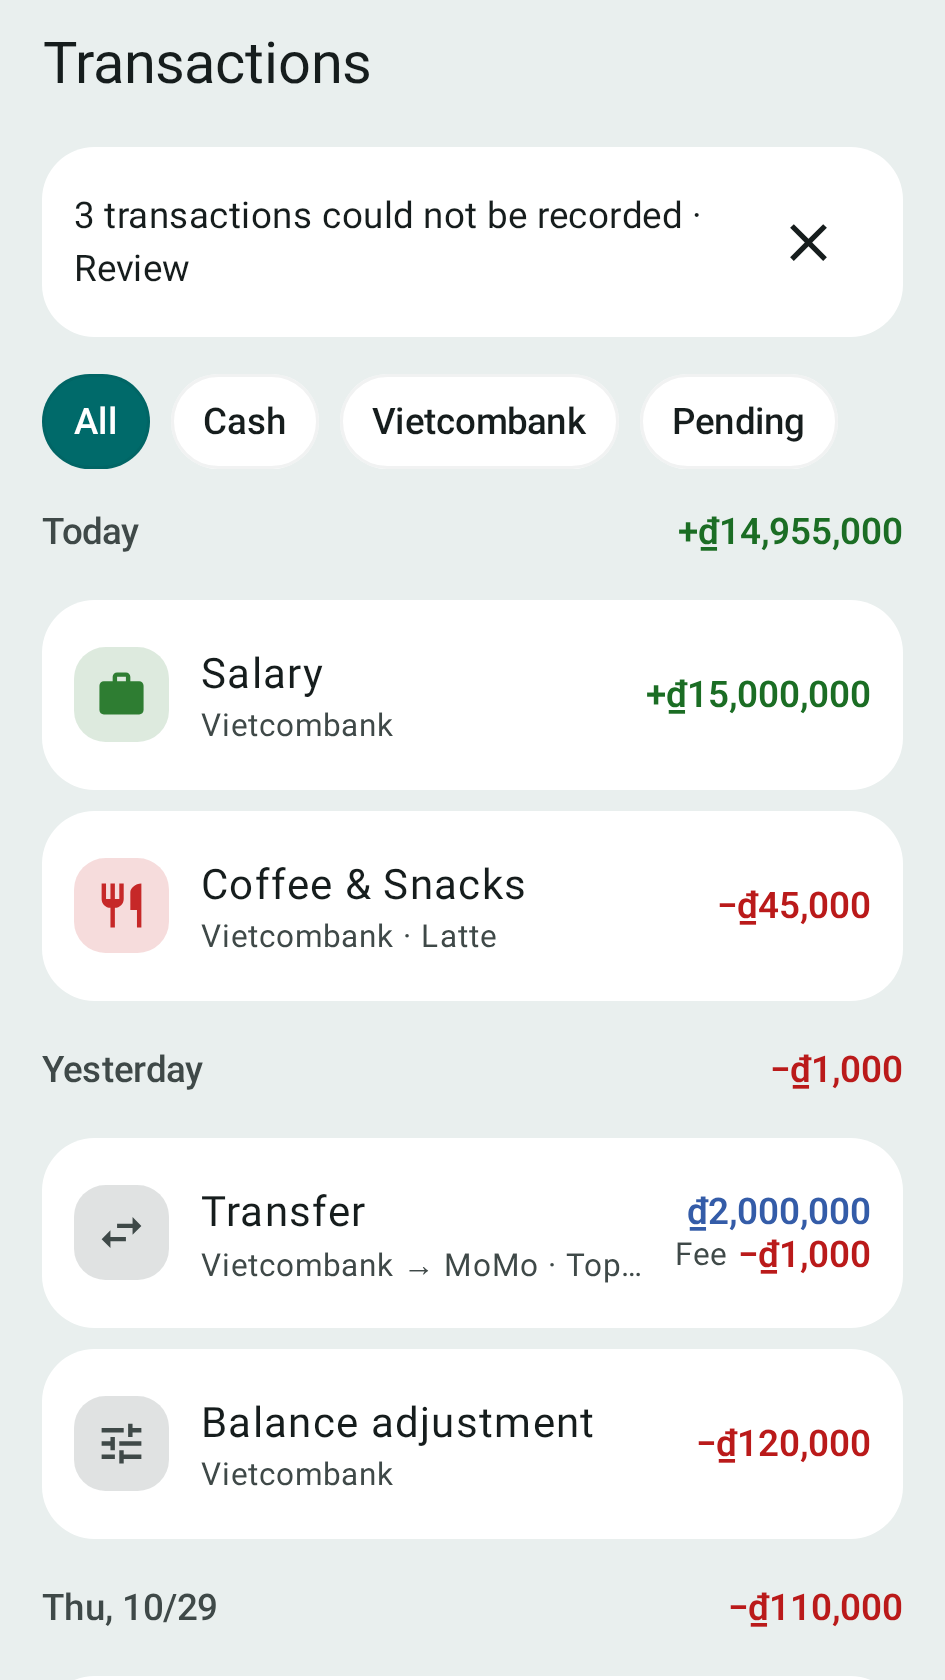 Transactions
3 transactions could not be recorded ·
Review
All
Cash
Vietcombank
Pending
Today
+₫14,955,000
Salary
+₫15,000,000
Vietcombank
Coffee & Snacks
−₫45,000
Vietcombank · Latte
Yesterday
−₫1,000
Transfer
₫2,000,000
Vietcombank → MoMo · Top…
Fee −₫1,000
Balance adjustment
−₫120,000
Vietcombank
Thu, 10/29
−₫110,000